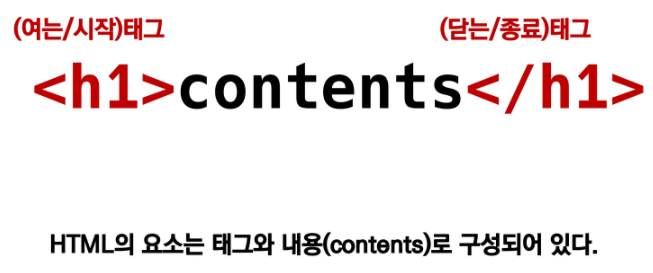 (여는/시작)태그 (닫는/종료)태그
<h1>contents</h1>
HTML의 요소는 태그와 내용(contents)로 구성되어 있다.